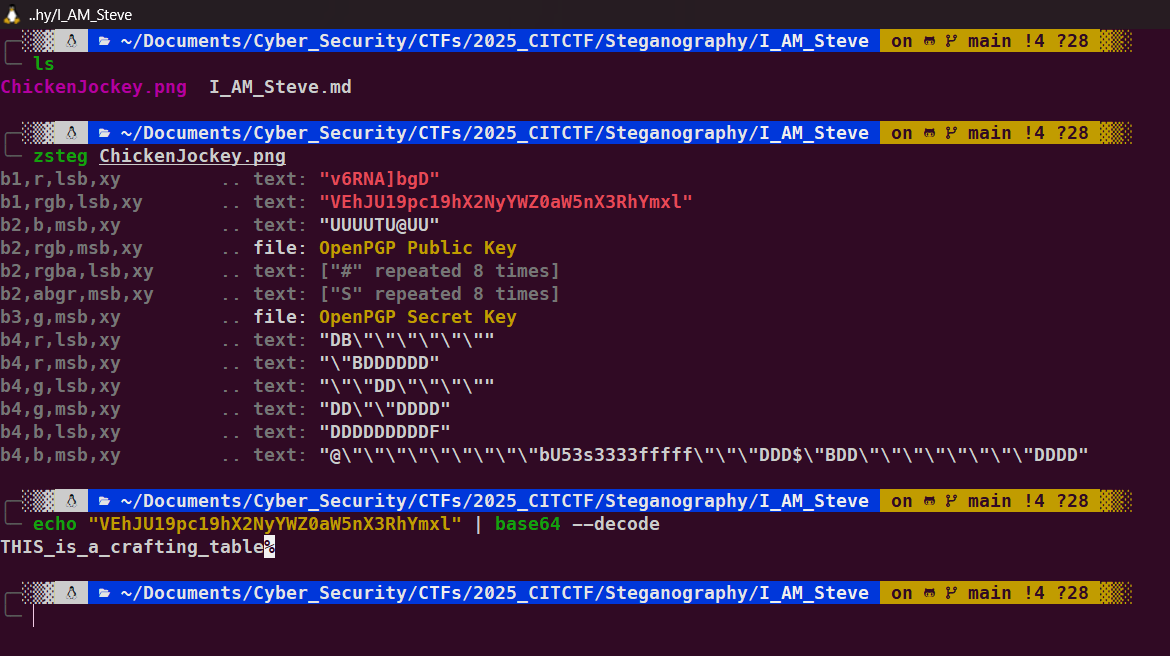 ..hy/I_AM_Steve
~/Documents/Cyber_Security/CTFs/2025_CITCTF/Steganography/I_AM_Steve on main !4 ?28
ls
ChickenJockey.png I_AM_Steve.md
~/Documents/Cyber_Security/CTFs/2025_CITCTF/Steganography/I_AM_Steve on main !4 ?28
zsteg ChickenJockey.png
b1,r,lsb,xy .. text: "v6RNA]bgD"
b1,rgb,lsb,xy .. text: "VEhJU19pc19hX2NyYWZ0aW5nX3RhYmxl"
b2,b,msb,xy .. text: "UUUUTU@UU"
b2,rgb,msb,xy .. file: OpenPGP Public Key
b2,rgba,lsb,xy .. text: ["#" repeated 8 times]
b2,abgr,msb,xy .. text: ["S" repeated 8 times]
b3,g,msb,xy .. file: OpenPGP Secret Key
b4,r,lsb,xy .. text: "DB\"\"\"\"\"\""
b4,r,msb,xy .. text: "\"BDDDDDD"
b4,g,lsb,xy .. text: "\"\"DD\"\"\"\""
b4,g,msb,xy .. text: "DD\"\"DDDD"
b4,b,lsb,xy .. text: "DDDDDDDDDF"
b4,b,msb,xy .. text: "@\"\"\"\"\"\"\"\"\"bU53s3333fffff\"\"\"DDD$\"BDD\"\"\"\"\"\"\"\"DDDD"
~/Documents/Cyber_Security/CTFs/2025_CITCTF/Steganography/I_AM_Steve on main !4 ?28
echo "VEhJU19pc19hX2NyYWZ0aW5nX3RhYmxl" | base64 --decode
THIS_is_a_crafting_table%
~/Documents/Cyber_Security/CTFs/2025_CITCTF/Steganography/I_AM_Steve on main !4 ?28